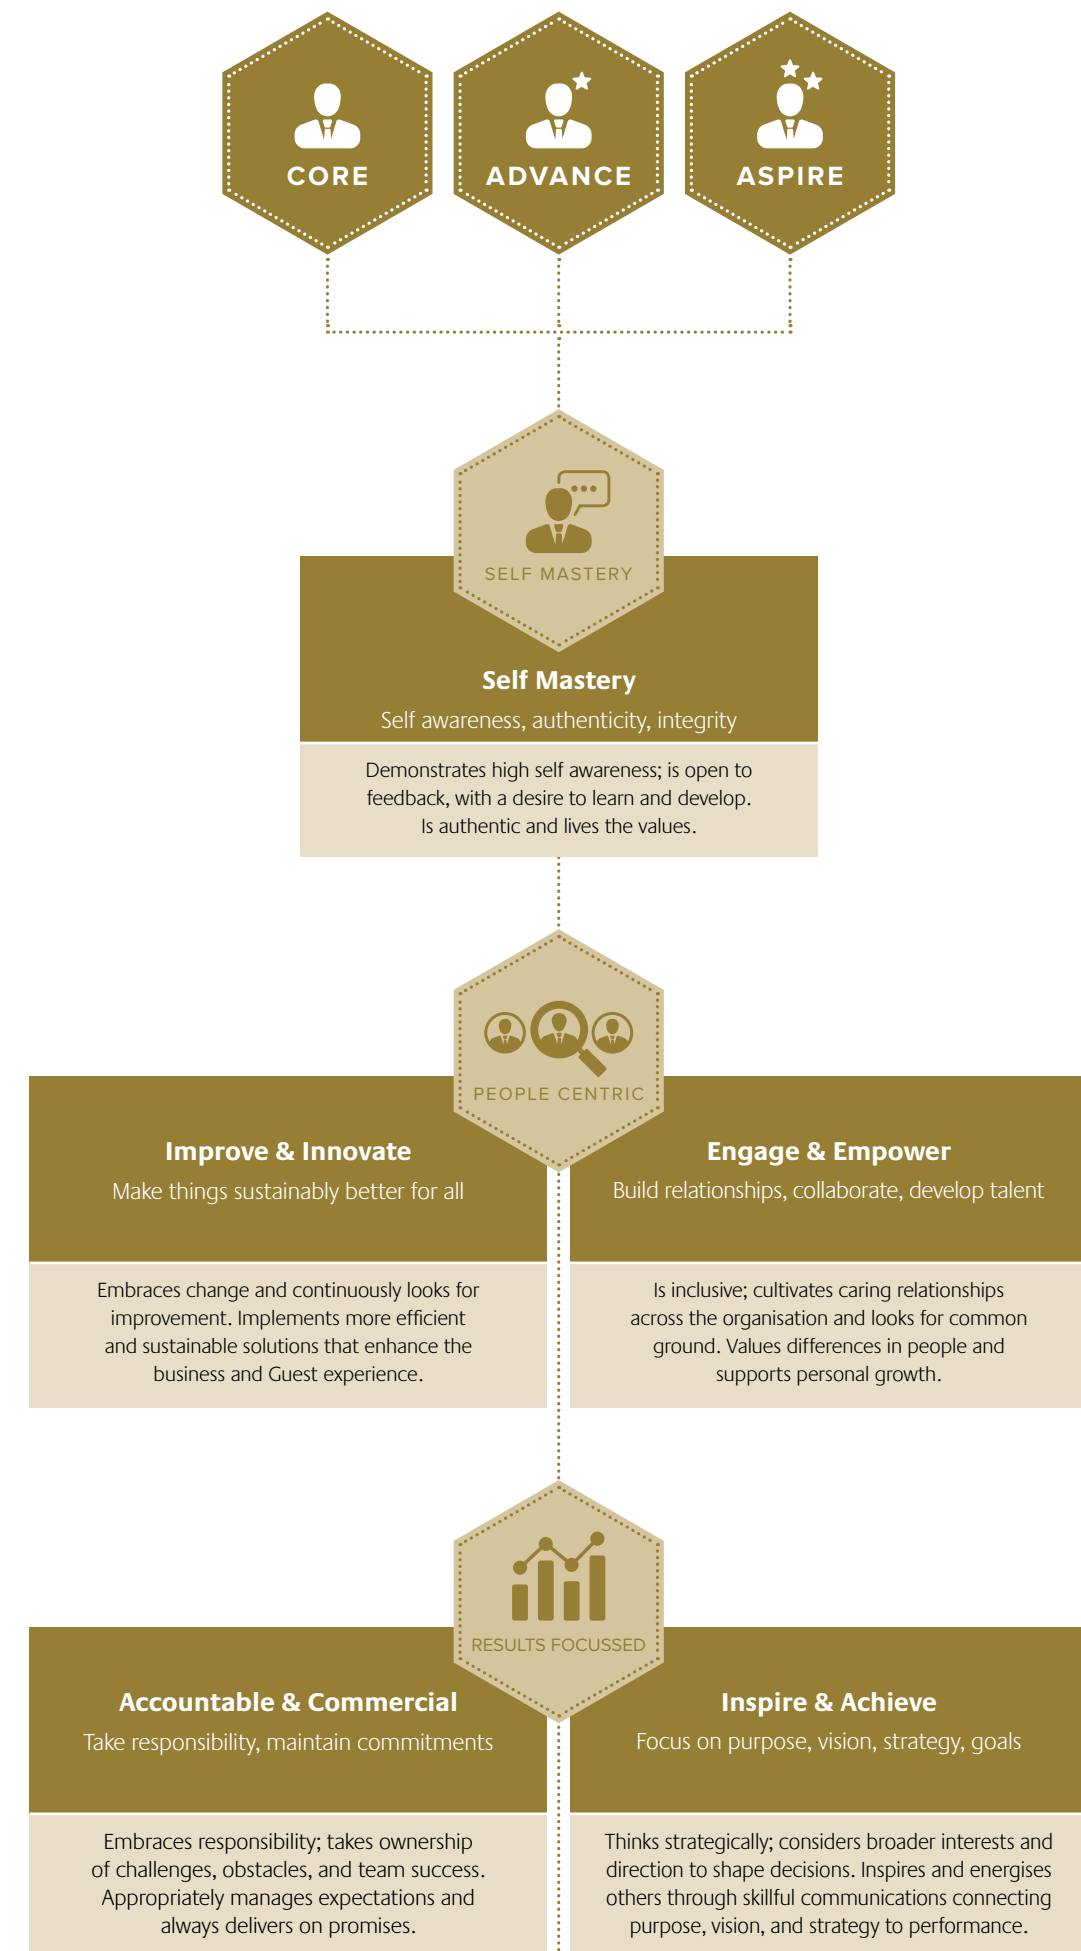 CORE
ADVANCE
ASPIRE
SELF MASTERY
Self Mastery
Self awareness, authenticity, integrity
Demonstrates high self awareness; is open to
feedback, with a desire to learn and develop.
Is authentic and lives the values.
PEOPLE CENTRIC
Improve & Innovate
Make things sustainably better for all
Embraces change and continuously looks for
improvement. Implements more efficient
and sustainable solutions that enhance the
business and Guest experience.
Engage & Empower
Build relationships, collaborate, develop talent
Is inclusive; cultivates caring relationships
across the organisation and looks for common
ground. Values differences in people and
supports personal growth.
RESULTS FOCUSSED
Accountable & Commercial
Take responsibility, maintain commitments
Embraces responsibility; takes ownership
of challenges, obstacles, and team success.
Appropriately manages expectations and
always delivers on promises.
Inspire & Achieve
Focus on purpose, vision, strategy, goals
Thinks strategically; considers broader interests and
direction to shape decisions. Inspires and energises
others through skillful communications connecting
purpose, vision, and strategy to performance.